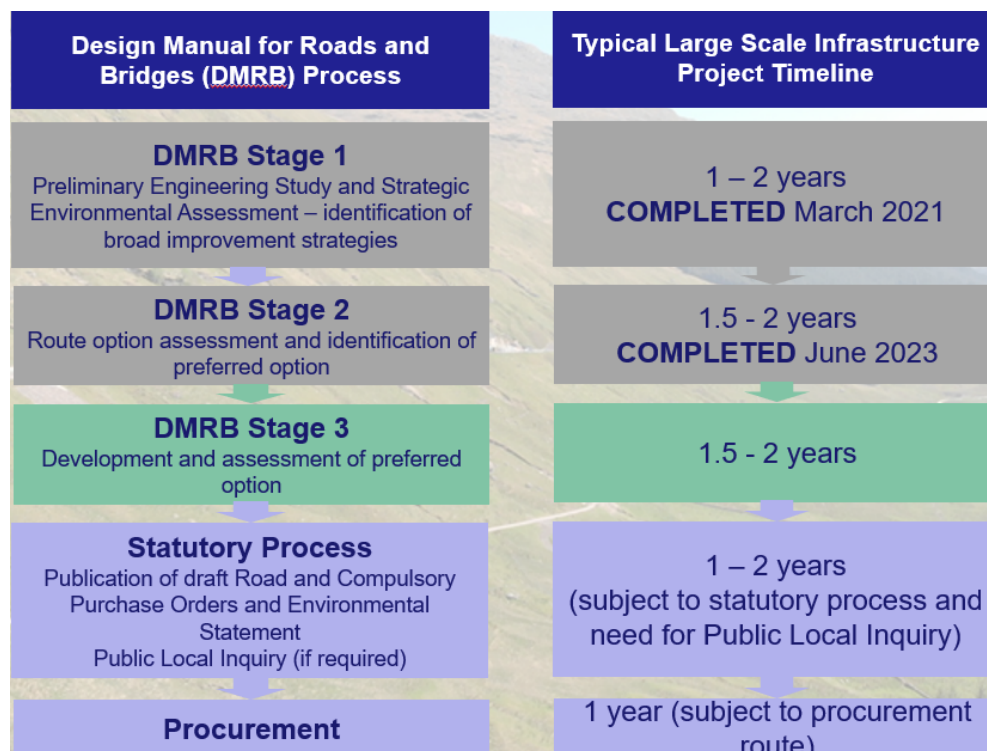 Design Manual for Roads and
Bridges (DMRB) Process
Typical Large Scale Infrastructure
Project Timeline
DMRB Stage 1
Preliminary Engineering Study and Strategic
Environmental Assessment – identification of
broad improvement strategies
1 – 2 years
COMPLETED March 2021
DMRB Stage 2
Route option assessment and identification of
preferred option
1.5 - 2 years
COMPLETED June 2023
DMRB Stage 3
Development and assessment of preferred
option
1.5 - 2 years
Statutory Process
Publication of draft Road and Compulsory
Purchase Orders and Environmental
Statement
Public Local Inquiry (if required)
1 – 2 years
(subject to statutory process and
need for Public Local Inquiry)
Procurement
1 year (subject to procurement
route)